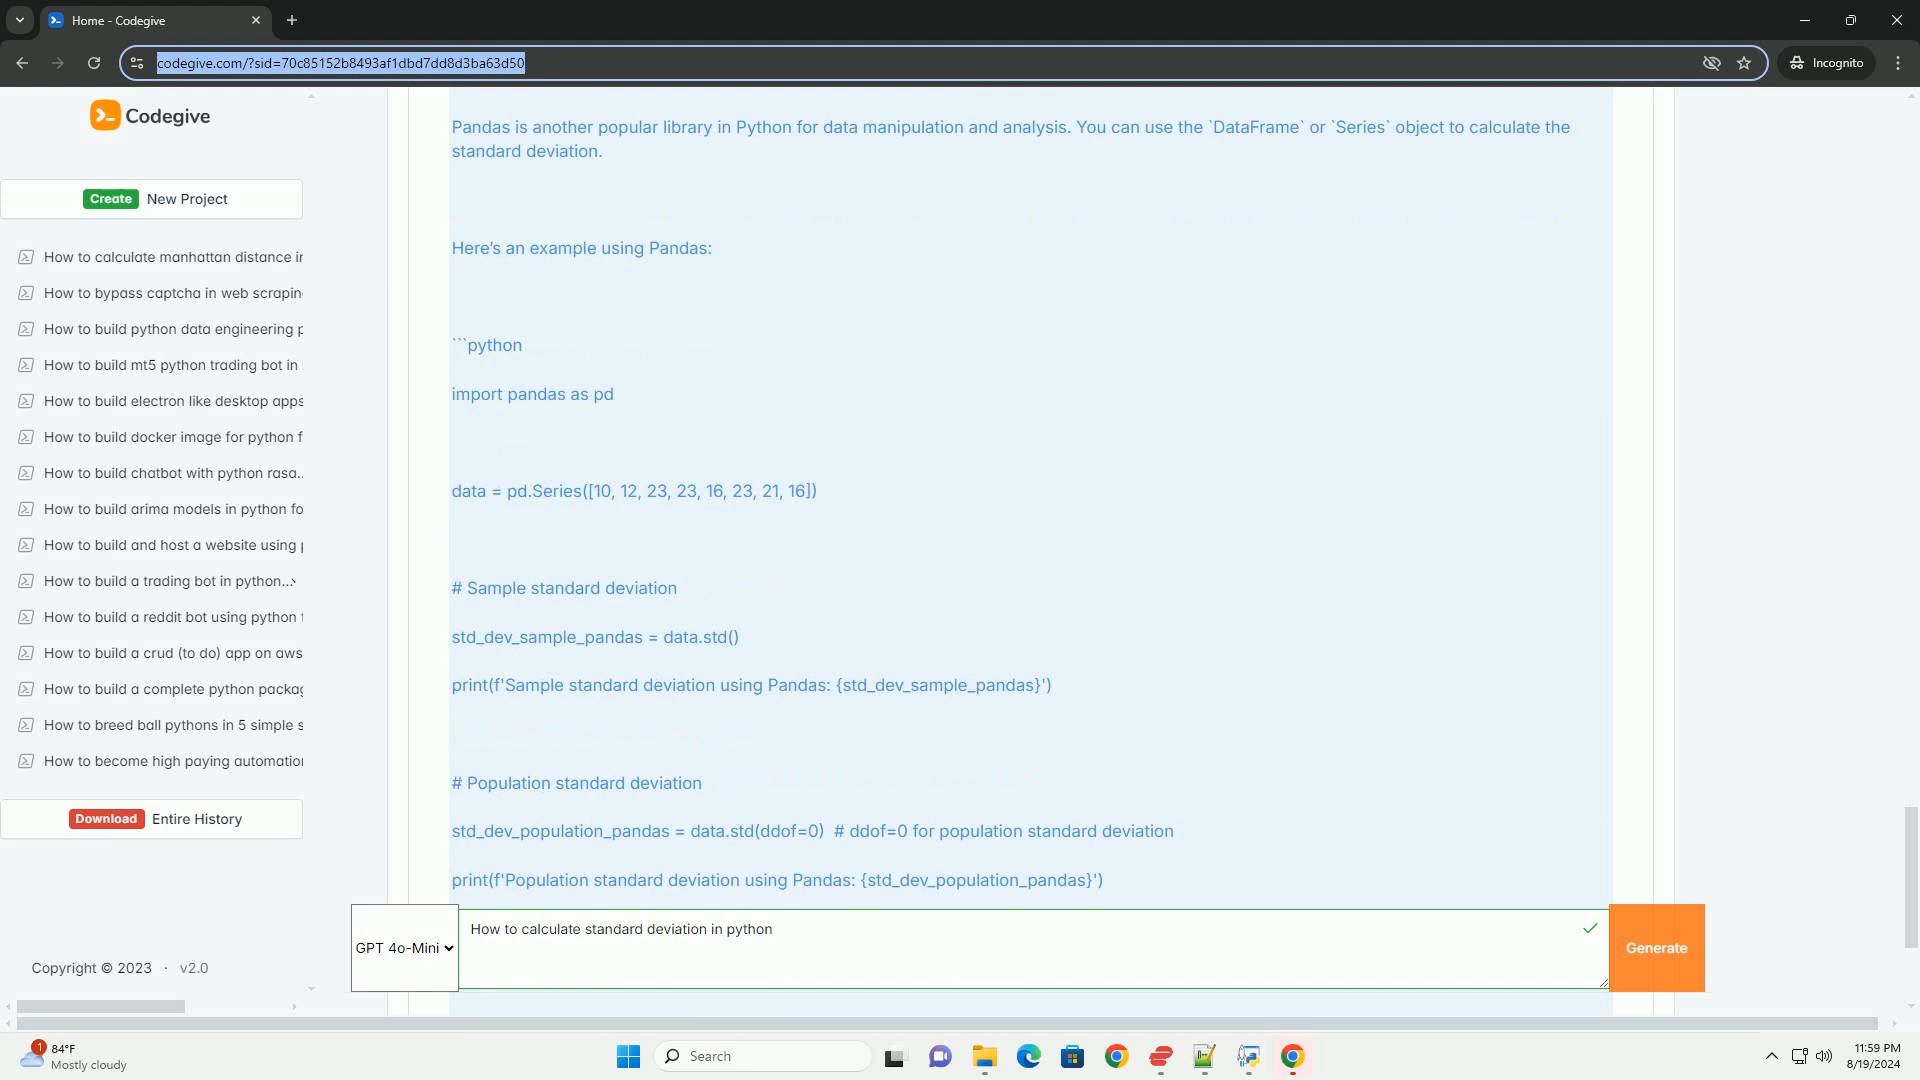 Home - Codegive
codegive.com/?sid=70c85152b8493af1dbd7dd8d3ba63d50
Incognito
Codegive
Create New Project
How to calculate manhattan distance in
How to bypass captcha in web scrapin
How to build python data engineering p
How to build mt5 python trading bot in
How to build electron like desktop apps
How to build docker image for python f
How to build chatbot with python rasa...
How to build arima models in python fo
How to build and host a website using p
How to build a trading bot in python...
How to build a reddit bot using python f
How to build a crud (to do) app on aws
How to build a complete python packag
How to breed ball pythons in 5 simple s
How to become high paying automation
Download Entire History
Copyright © 2023 · v2.0
Pandas is another popular library in Python for data manipulation and analysis. You can use the `DataFrame` or `Series` object to calculate the
standard deviation.
Here's an example using Pandas:
```python
import pandas as pd
data = pd.Series([10, 12, 23, 23, 16, 23, 21, 16])
# Sample standard deviation
std_dev_sample_pandas = data.std()
print(f'Sample standard deviation using Pandas: {std_dev_sample_pandas}')
# Population standard deviation
std_dev_population_pandas = data.std(ddof=0) # ddof=0 for population standard deviation
print(f'Population standard deviation using Pandas: {std_dev_population_pandas}')
GPT 4o-Mini
How to calculate standard deviation in python
Generate
1
84°F
Mostly cloudy
Search
11:59 PM
8/19/2024